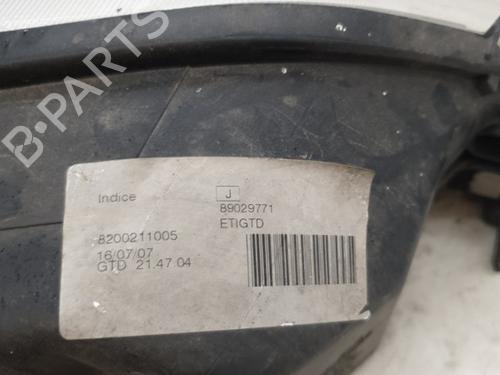 B-PARTS
Indice
J
89029771
ETIGTD
8200211005
16/07/07
GTD 21.47.04